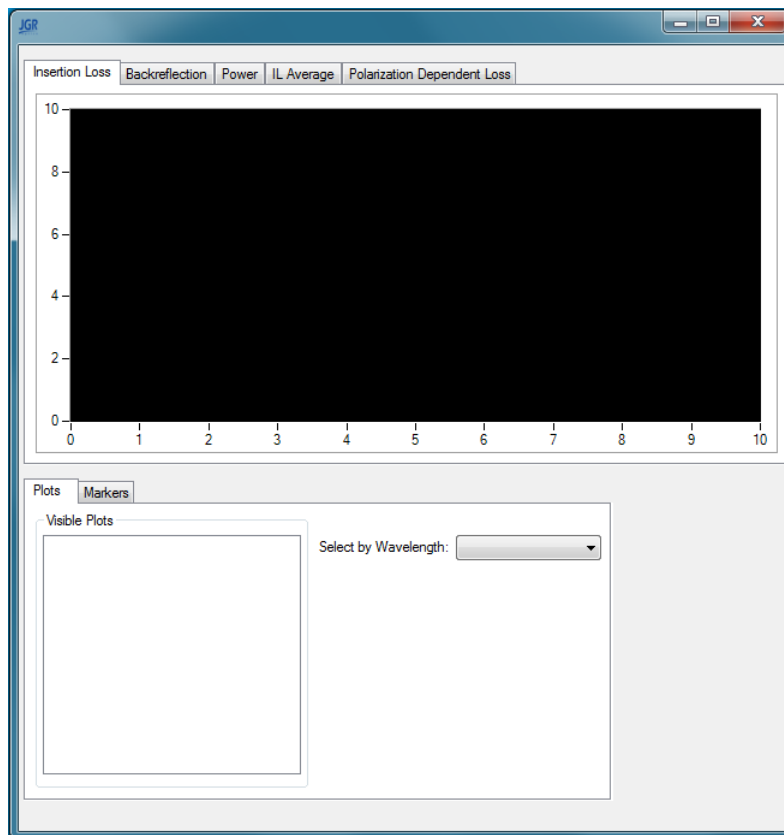 JGR
Insertion Loss Backreflection Power IL Average Polarization Dependent Loss
10
8
6
4
2
0
0 1 2 3 4 5 6 7 8 9 10
Plots Markers
Visible Plots
Select by Wavelength: